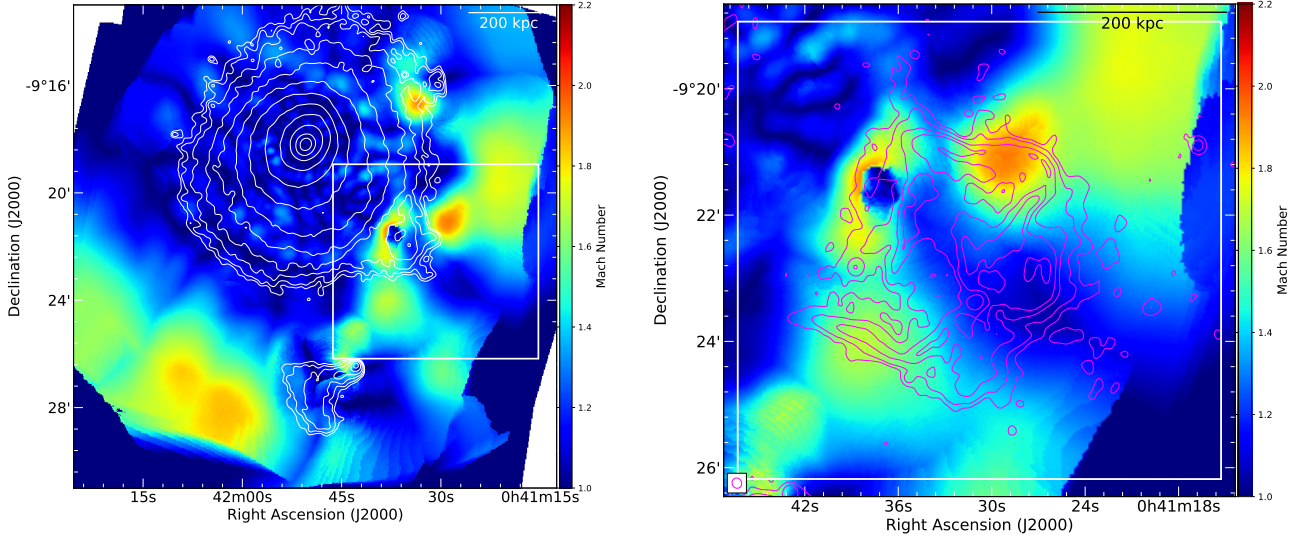 200 kpc
-9°16'
20'
24'
28'
Declination (J2000)
15s
42m00s
45s
30s
0h41m15s
Right Ascension (J2000)
2.2
2.0
1.8
1.6
1.4
1.2
1.0
Mach Number
200 kpc
-9°20'
22'
24'
26'
Declination (J2000)
42s
36s
30s
24s
0h41m18s
Right Ascension (J2000)
2.2
2.0
1.8
1.6
1.4
1.2
1.0
Mach Number